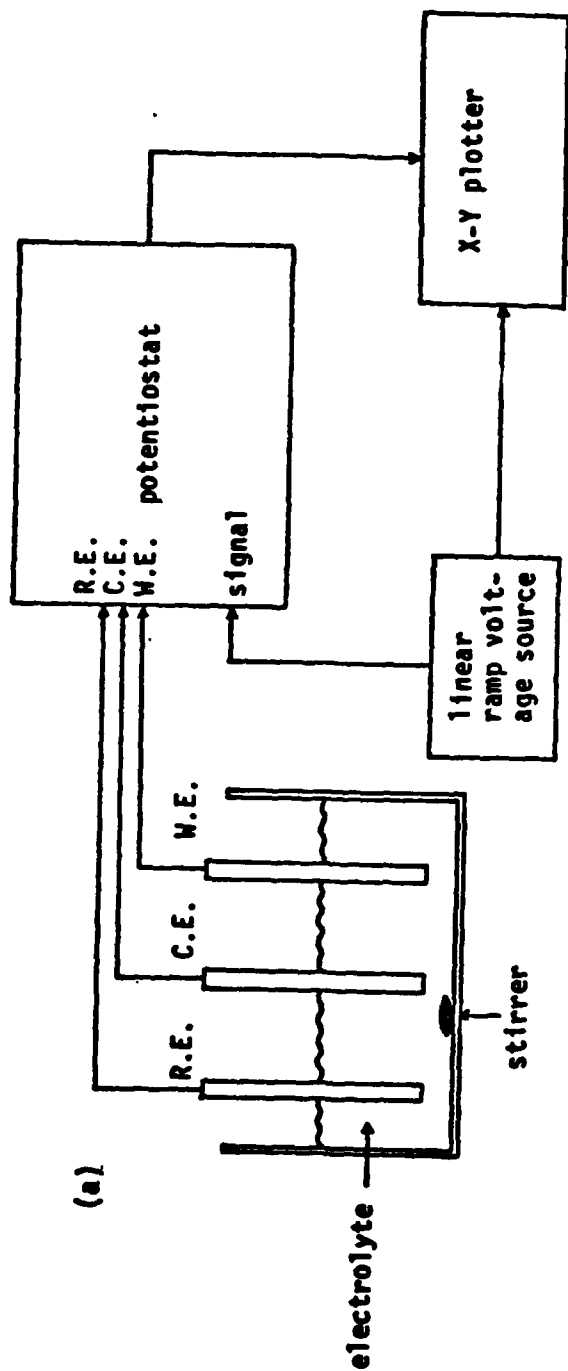 (a)
R.E.
C.E.
W.E.
R.E.
C.E.
W.E.
potentiostat
signal
electrolyte
stirrer
linear
ramp volt-
age source
X-Y plotter